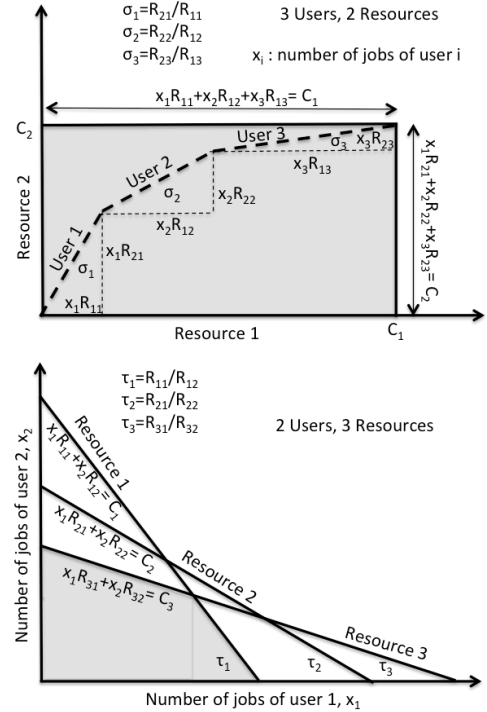 σ₁=R₂₁/R₁₁
σ₂=R₂₂/R₁₂
σ₃=R₂₃/R₁₃
3 Users, 2 Resources
xᵢ : number of jobs of user i
x₁R₁₁+x₂R₁₂+x₃R₁₃= C₁
C₂
User 3
σ₃
x₃R₂₃
x₃R₁₃
User 2
σ₂
x₂R₂₂
x₂R₁₂
User 1
σ₁
x₁R₂₁
x₁R₁₁
x₁R₂₁+x₂R₂₂+x₃R₂₃= C₂
Resource 2
Resource 1
C₁
τ₁=R₁₁/R₁₂
τ₂=R₂₁/R₂₂
τ₃=R₃₁/R₃₂
2 Users, 3 Resources
Number of jobs of user 2, x₂
Resource 1
x₁R₁₁+x₂R₁₂= C₁
x₁R₂₁+x₂R₂₂= C₂
Resource 2
x₁R₃₁+x₂R₃₂= C₃
Resource 3
τ₁
τ₂
τ₃
Number of jobs of user 1, x₁